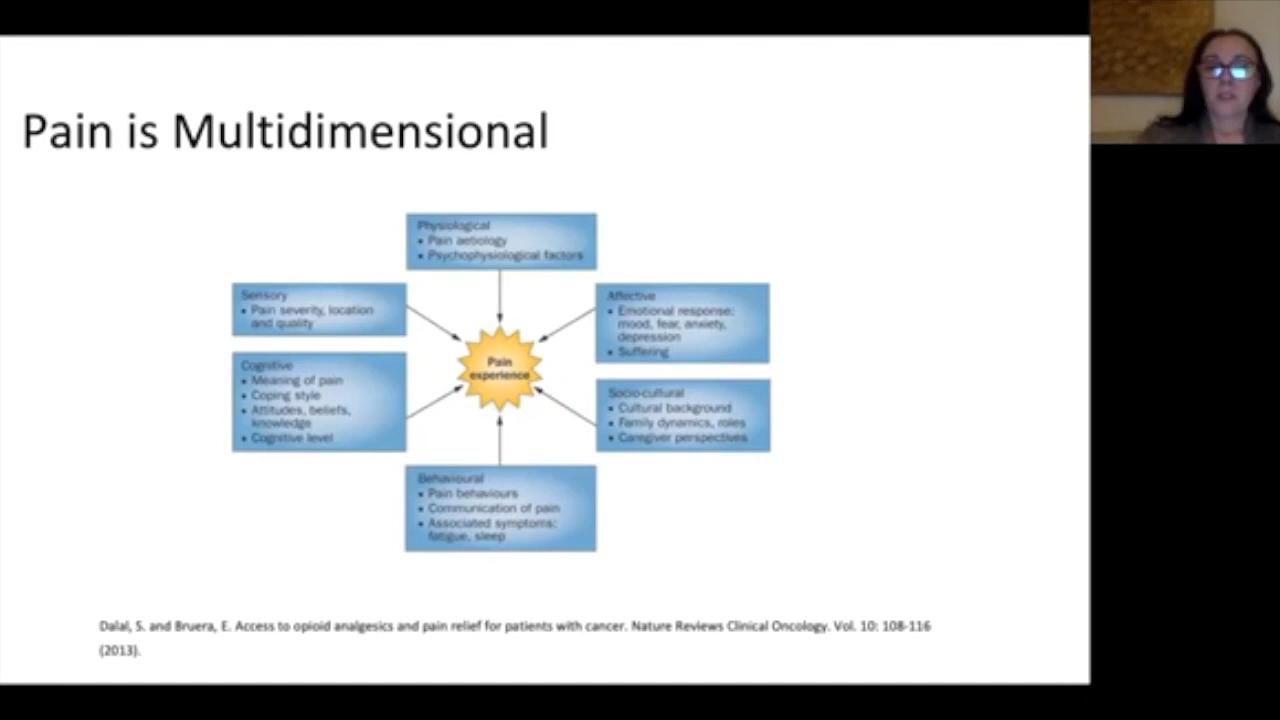 Pain is Multidimensional
Physiological
• Pain aetiology
• Psychophysiological factors
Sensory
• Pain severity, location
and quality
Affective
• Emotional response:
mood, fear, anxiety,
depression
• Suffering
Pain
experience
Cognitive
• Meaning of pain
• Coping style
• Attitudes, beliefs,
knowledge
• Cognitive level
Socio-cultural
• Cultural background
• Family dynamics, roles
• Caregiver perspectives
Behavioural
• Pain behaviours
• Communication of pain
• Associated symptoms:
fatigue, sleep
Dalal, S. and Bruera, E. Access to opioid analgesics and pain relief for patients with cancer. Nature Reviews Clinical Oncology. Vol. 10: 108-116
(2013).